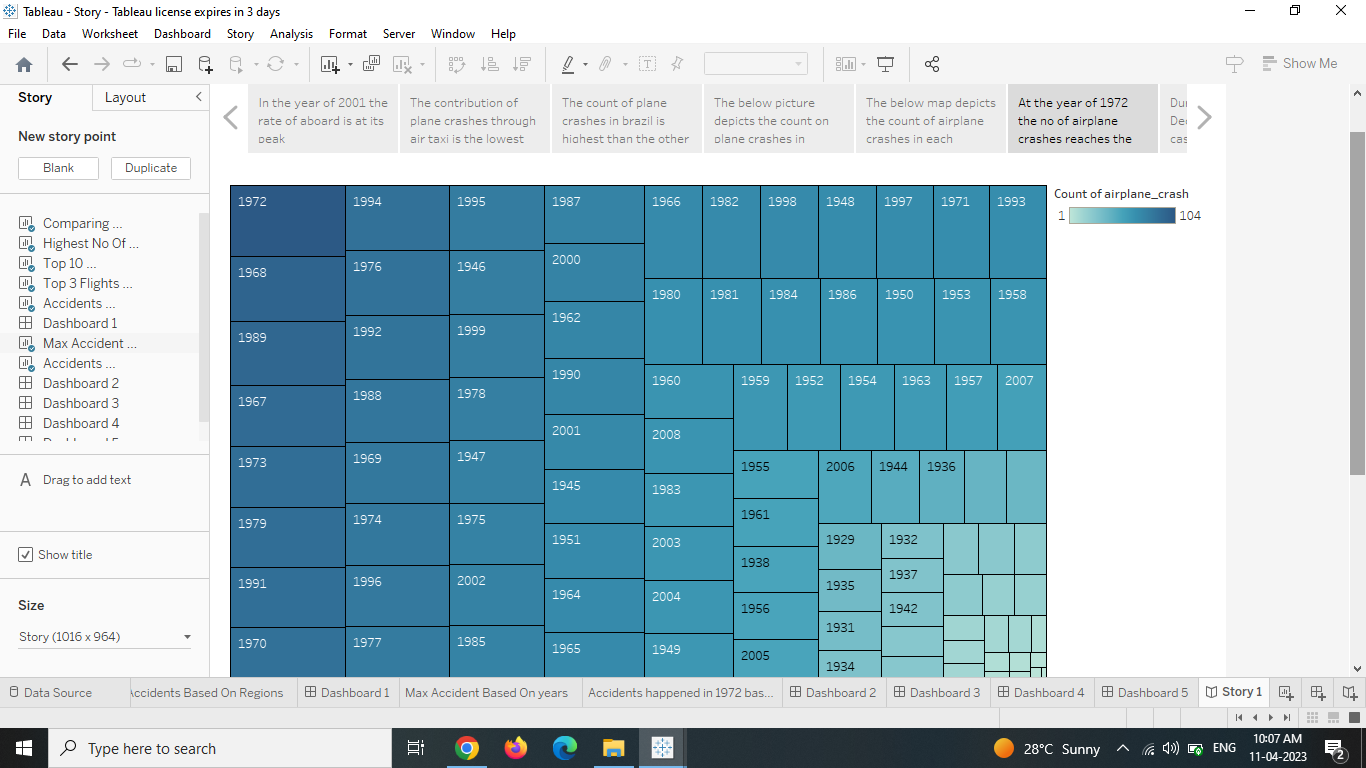 Tableau - Story - Tableau license expires in 3 days
File Data Worksheet Dashboard Story Analysis Format Server Window Help
Show Me
Story Layout
New story point
Blank Duplicate
Comparing ...
Highest No Of ...
Top 10 ...
Top 3 Flights ...
Accidents ...
Dashboard 1
Max Accident ...
Accidents ...
Dashboard 2
Dashboard 3
Dashboard 4
A Drag to add text
Show title
Size
Story (1016 x 964)
In the year of 2001 the
rate of aboard is at its
peak
The contribution of
plane crashes through
air taxi is the lowest
The count of plane
crashes in brazil is
highest than the other
The below picture
depicts the count on
plane crashes in
The below map depicts
the count of airplane
crashes in each
At the year of 1972
the no of airplane
crashes reaches the
1972
1968
1989
1967
1973
1979
1991
1970
1994
1976
1992
1988
1969
1974
1996
1977
1995
1946
1999
1978
1947
1975
2002
1985
1987
2000
1962
1990
2001
1945
1951
1964
1965
1966 1982 1998 1948 1997 1971 1993
1980 1981 1984 1986 1950 1953 1958
1960
2008
1983
2003
2004
1949
1959 1952 1954 1963 1957 2007
1955
1961
1938
1956
2005
2006 1944 1936
1929
1935
1931
1934
1932
1937
1942
Count of airplane_crash
1 104
Data Source
Accidents Based On Regions
Dashboard 1
Max Accident Based On years
Accidents happened in 1972 bas...
Dashboard 2
Dashboard 3
Dashboard 4
Dashboard 5
Story 1
Type here to search
28°C Sunny
ENG
10:07 AM
11-04-2023
2